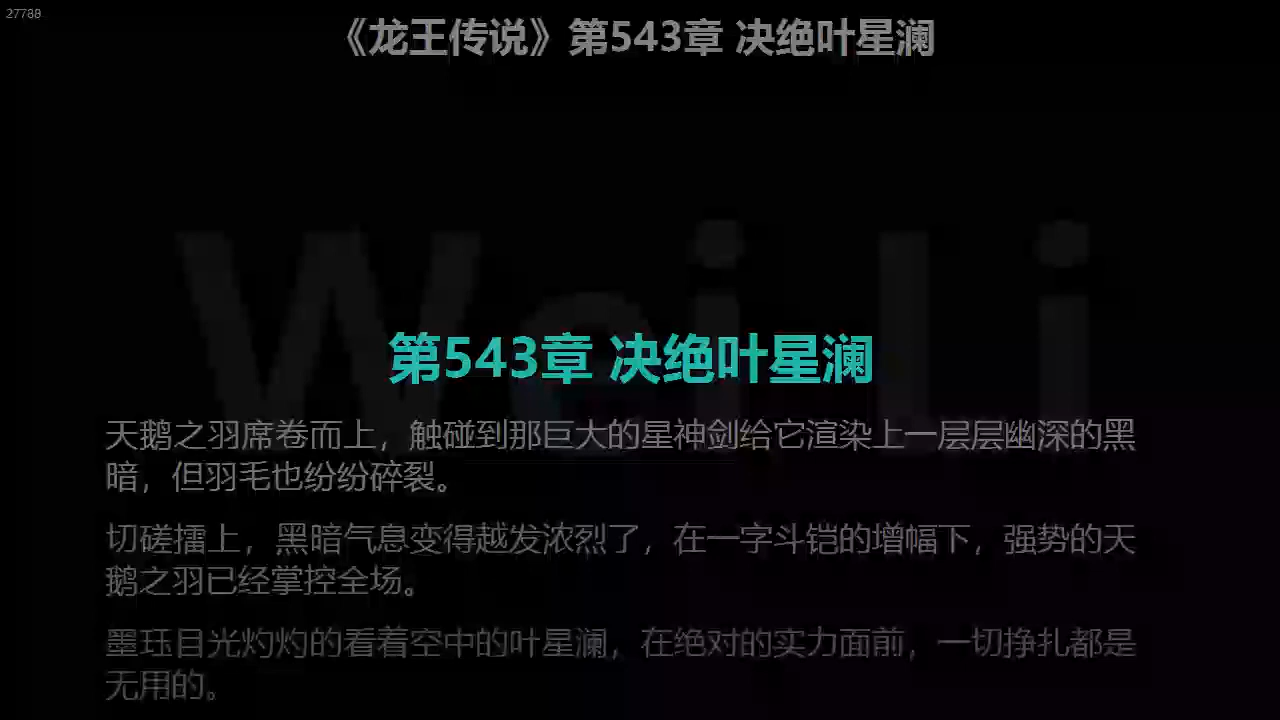 27788
《龙王传说》第543章 决绝叶星澜
Wei Li
第543章 决绝叶星澜
天鹅之羽席卷而上，触碰到那巨大的星神剑给它渲染上一层层幽深的黑
暗，但羽毛也纷纷碎裂。
切磋擂上，黑暗气息变得越发浓烈了，在一字斗铠的增幅下，强势的天
鹅之羽已经掌控全场。
墨珏目光灼灼的看着空中的叶星澜，在绝对的实力面前，一切挣扎都是
无用的。